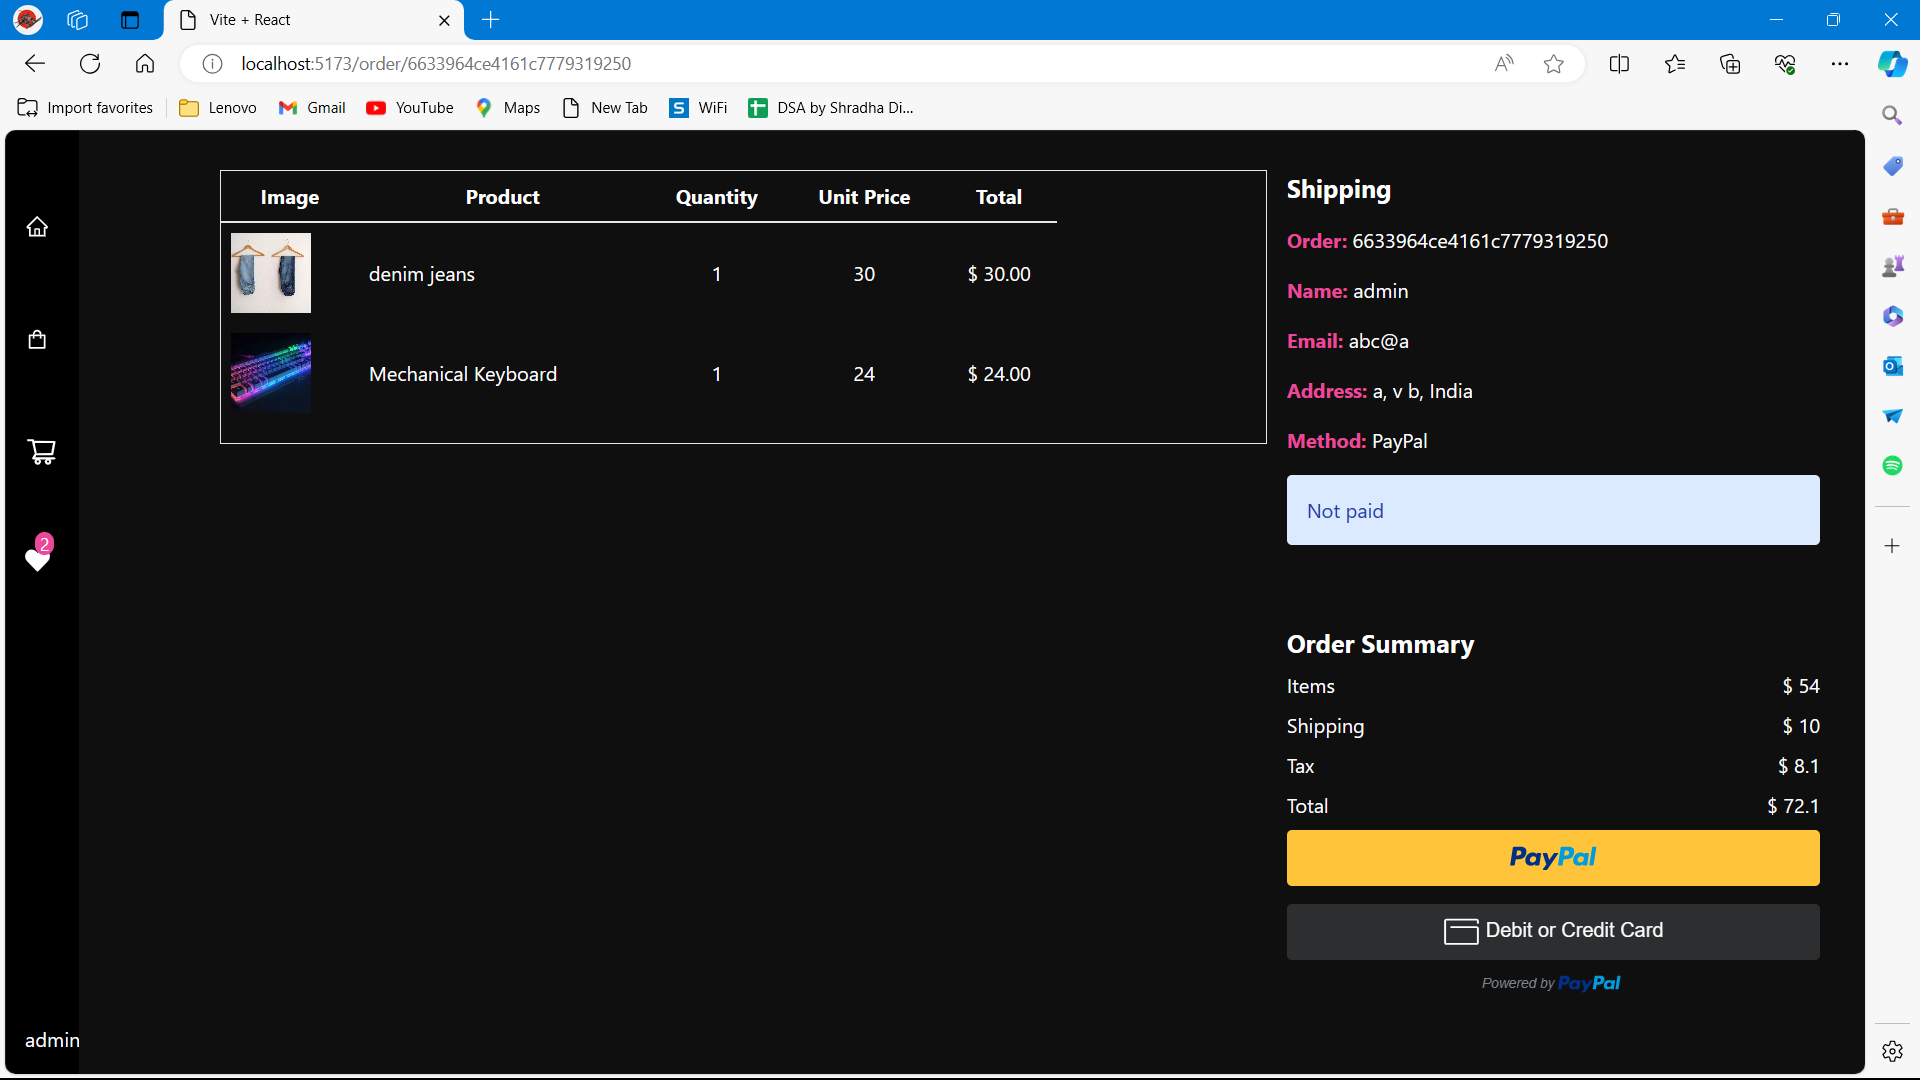 Vite + React
localhost:5173/order/6633964ce4161c7779319250
Import favorites Lenovo Gmail YouTube Maps New Tab WiFi DSA by Shradha Di...
Image Product Quantity Unit Price Total
denim jeans 1 30 $ 30.00
Mechanical Keyboard 1 24 $ 24.00
2
admin
Shipping
Order: 6633964ce4161c7779319250
Name: admin
Email: abc@a
Address: a, v b, India
Method: PayPal
Not paid
Order Summary
Items $ 54
Shipping $ 10
Tax $ 8.1
Total $ 72.1
PayPal
Debit or Credit Card
Powered by PayPal